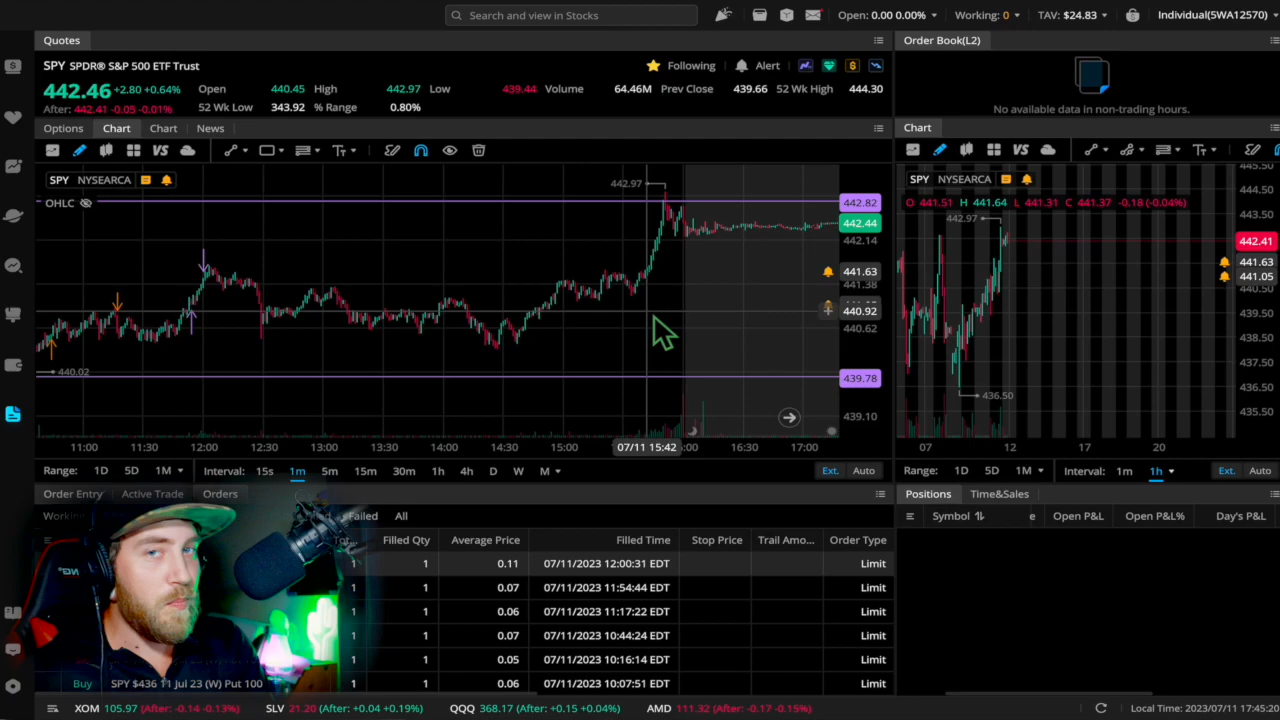 Search and view in Stocks
Open: 0.00 0.00%
Working: 0
TAV: $24.83
Individual(5WA12570)
Quotes
SPY SPDR® S&P 500 ETF Trust
Following
Alert
442.46 +2.80 +0.64%
After: 442.41 -0.05 -0.01%
Open 440.45 High 442.97 Low 439.44 Volume 64.46M Prev Close 439.66 52 Wk High 444.30
52 Wk Low 343.92 % Range 0.80%
Options Chart Chart News
VS
SPY NYSEARCA
OHLC
442.97
442.82
442.44
442.14
441.63
441.38
440.92
440.62
440.02
439.78
439.10
11:00 11:30 12:00 12:30 13:00 13:30 14:00 14:30 15:00 07/11 15:42 16:30 17:00
Range: 1D 5D 1M Interval: 15s 1m 5m 15m 30m 1h 4h D W M Ext. Auto
Order Book(L2)
No available data in non-trading hours.
Chart
VS
SPY NYSEARCA
O 441.51 H 441.64 L 441.31 C 441.37 -0.18 (-0.04%)
442.97
436.50
445.50
444.50
443.50
442.41
441.63
441.05
440.50
439.50
438.50
437.50
436.50
435.50
07 12 17 20
Range: 1D 5D 1M Interval: 1m 1h Ext. Auto
Order Entry Active Trade Orders
Failed All
Filled Qty Average Price Filled Time Stop Price Trail Amo... Order Type
1 1 0.11 07/11/2023 12:00:31 EDT Limit
1 1 0.07 07/11/2023 11:54:44 EDT Limit
1 1 0.06 07/11/2023 11:17:22 EDT Limit
1 1 0.07 07/11/2023 10:44:24 EDT Limit
1 1 0.05 07/11/2023 10:16:14 EDT Limit
Buy SPY $436 11 Jul 23 (W) Put 100 1 0.06 07/11/2023 10:07:51 EDT Limit
Positions Time&Sales
Symbol e Open P&L Open P&L% Day's P&L
XOM 105.97 (After: -0.14 -0.13%)
SLV 21.20 (After: +0.04 +0.19%)
QQQ 368.17 (After: +0.15 +0.04%)
AMD 111.32 (After: -0.17 -0.15%)
Local Time: 2023/07/11 17:45:20